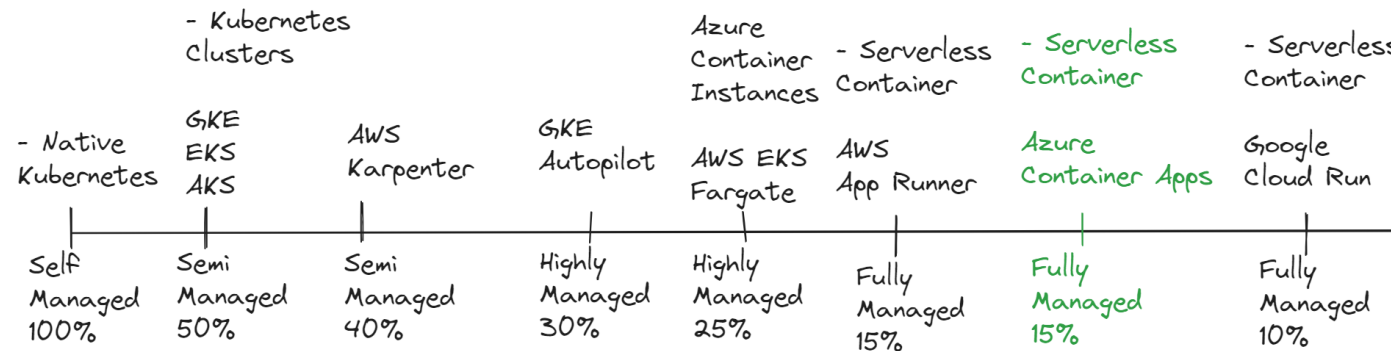 - Native
Kubernetes
Self
Managed
100%
- Kubernetes
Clusters
GKE
EKS
AKS
Semi
Managed
50%
AWS
Karpenter
Semi
Managed
40%
GKE
Autopilot
Highly
Managed
30%
Azure
Container
Instances
AWS EKS
Fargate
Highly
Managed
25%
- Serverless
Container
AWS
App Runner
Fully
Managed
15%
- Serverless
Container
Azure
Container Apps
Fully
Managed
15%
- Serverless
Container
Google
Cloud Run
Fully
Managed
10%